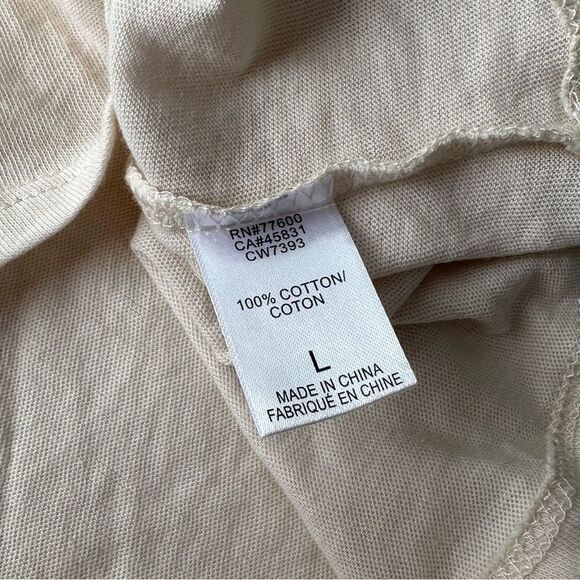 RN#77600
CA#45831
CW7393
100% COTTON/
COTON
L
MADE IN CHINA
FABRIQUÉ EN CHINE